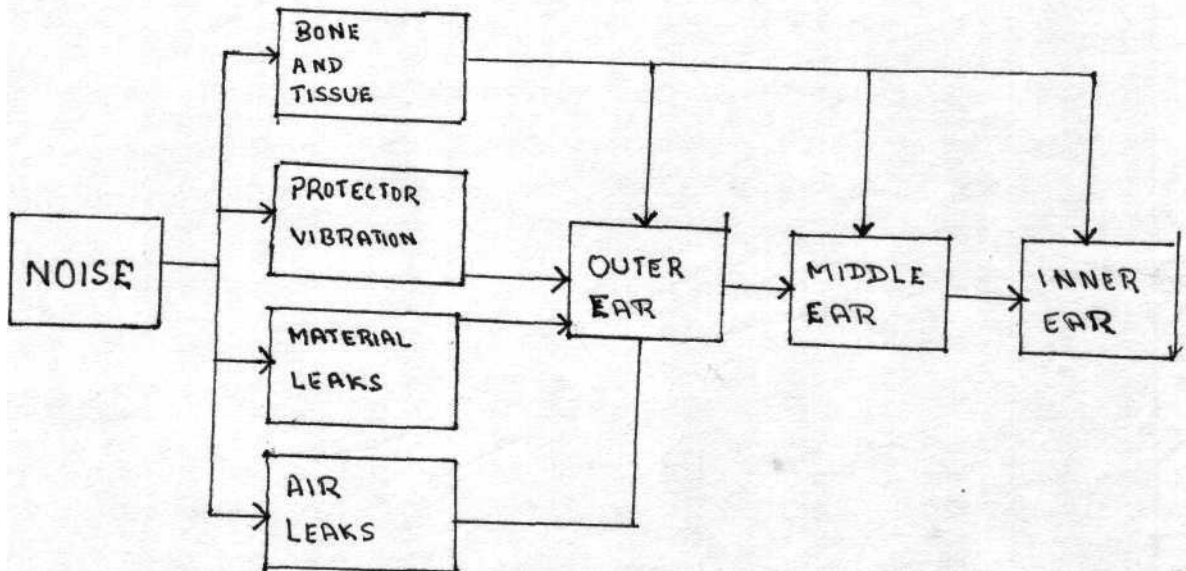 BONE
AND
TISSUE
PROTECTOR
VIBRATION
NOISE
OUTER
EAR
MIDDLE
EAR
INNER
EAR
MATERIAL
LEAKS
AIR
LEAKS